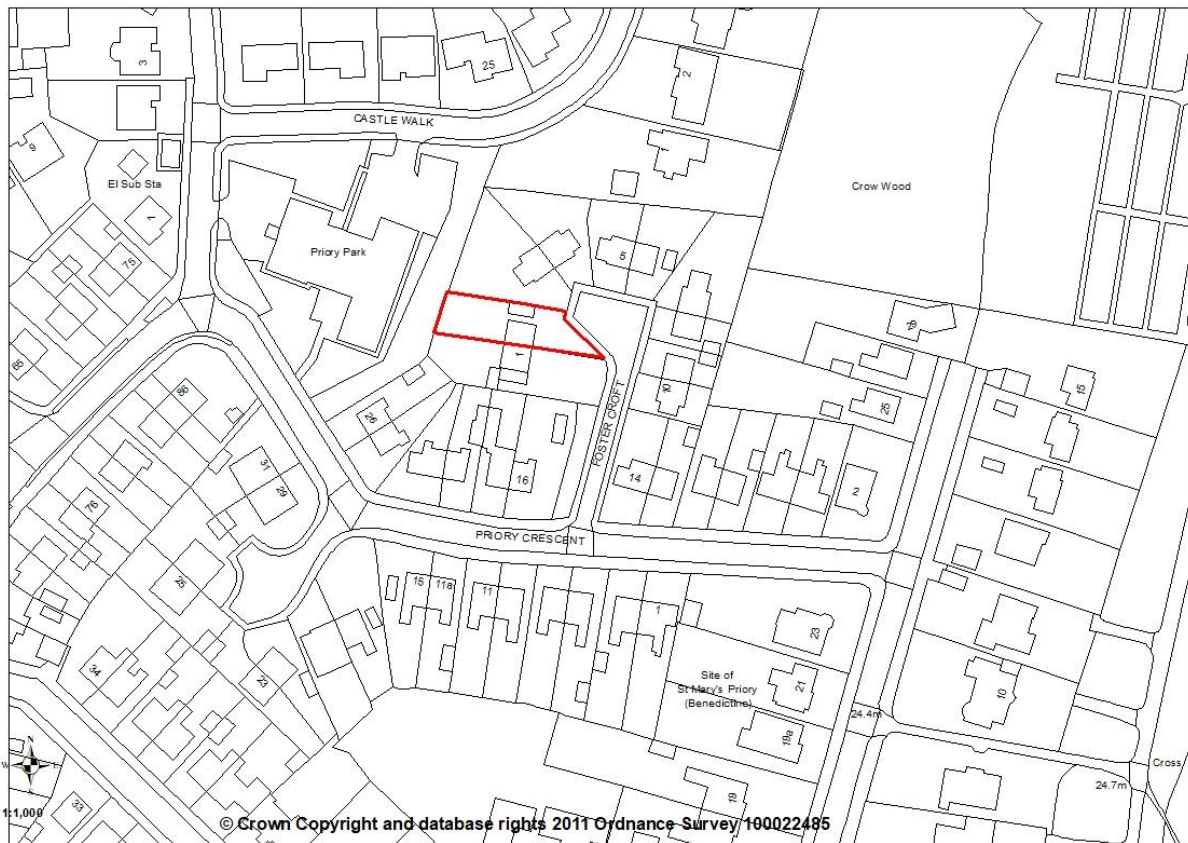 3
25
2
CASTLE WALK
9
El Sub Sta
1
Crow Wood
1
75
Priory Park
5
29
65
1
86
26
10
25
15
FOSTER CROFT
31
29
16
14
2
76
PRIORY CRESCENT
25
15
11a
11
1
23
34
23
Site of
St Mary's Priory
(Benedictine)
21
10
24.4m
19a
N
W
E
S
Cross
24.7m
33
19
1:1,000
© Crown Copyright and database rights 2011 Ordnance Survey 100022485